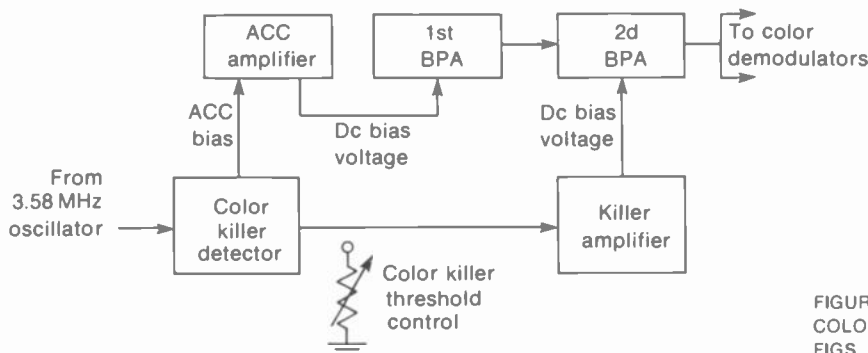 ACC
amplifier
1st
BPA
2d
BPA
To color
demodulators
ACC
bias
Dc bias
voltage
Dc bias
voltage
From
3.58 MHz
oscillator
Color
killer
detector
Killer
amplifier
Color killer
threshold
control
FIGUR
COLO
FIGS